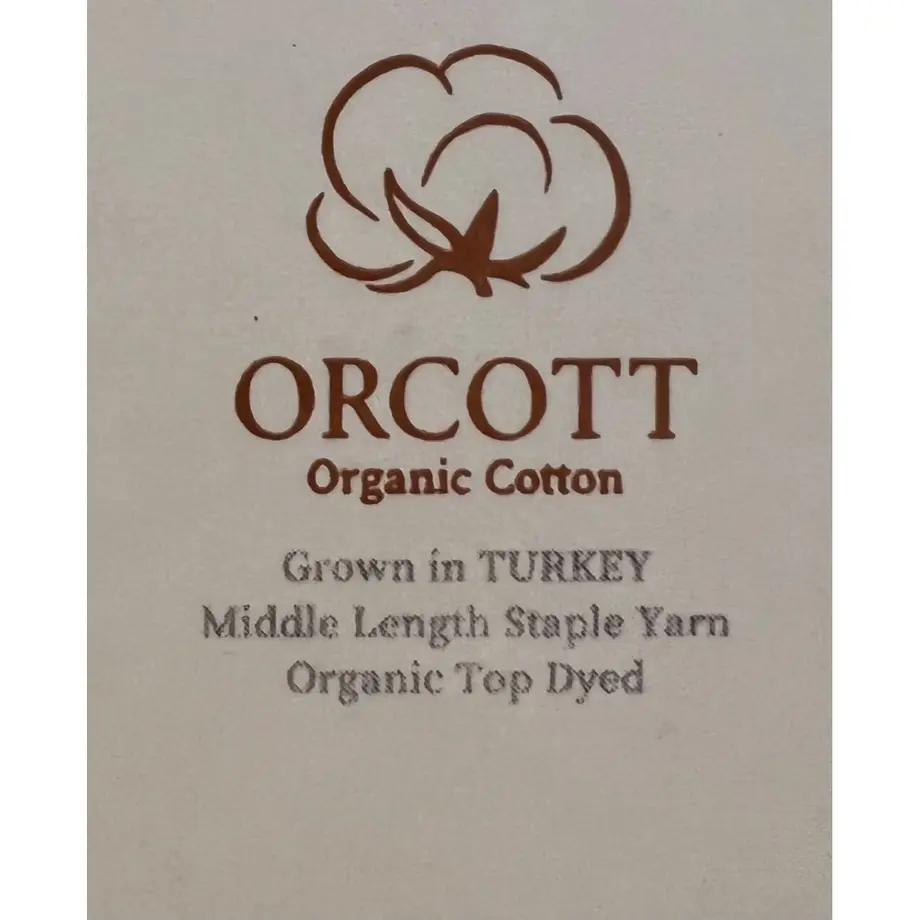 ORCOTT
Organic Cotton
Grown in TURKEY
Middle Length Staple Yarn
Organic Top Dyed